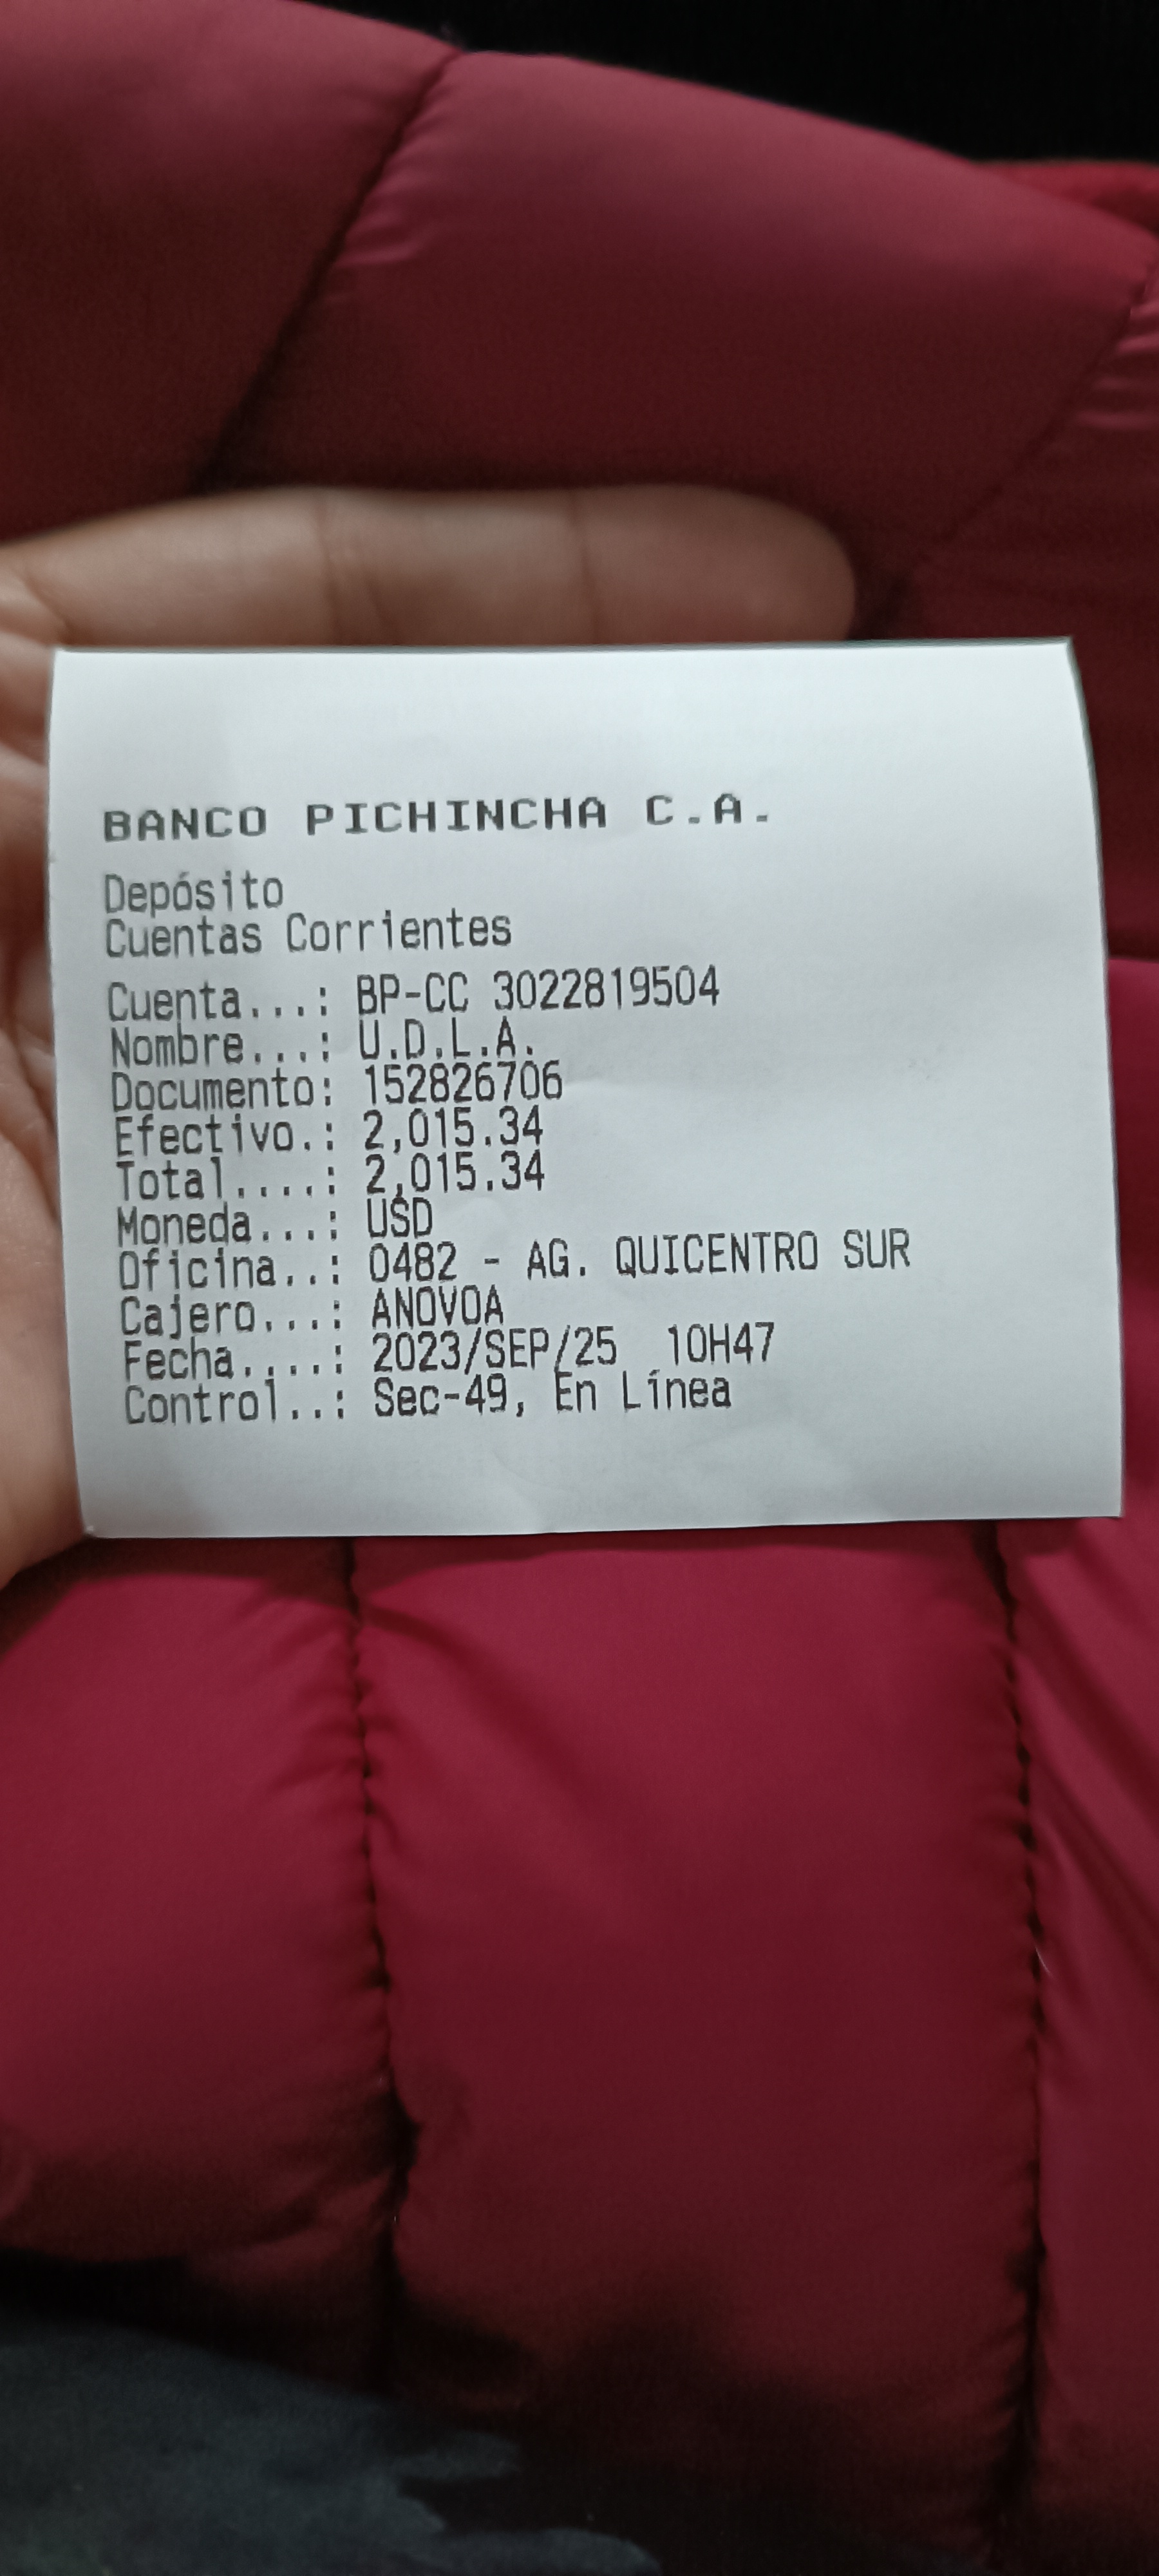 BANCO PICHINCHA C.A.
Depósito
Cuentas Corrientes
Cuenta...: BP-CC 3022819504
Nombre...: U.D.L.A.
Documento: 152826706
Efectivo.: 2,015.34
Total....: 2,015.34
Moneda...: USD
Oficina..: 0482 - AG. QUICENTRO SUR
Cajero...: ANOVOA
Fecha....: 2023/SEP/25  10H47
Control..: Sec-49, En Línea